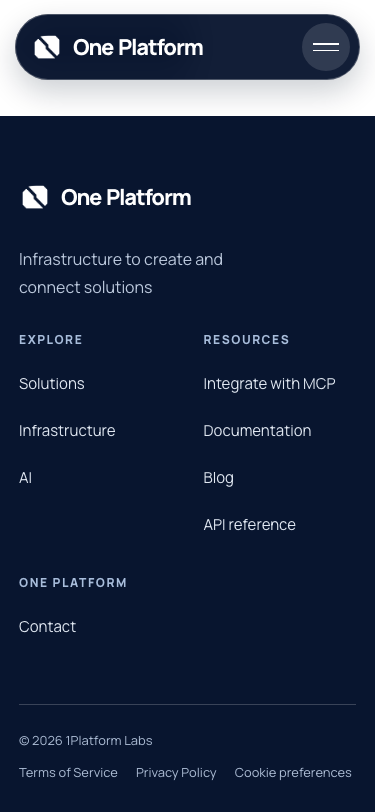 One Platform
One Platform
Infrastructure to create and
connect solutions
EXPLORE
Solutions
Infrastructure
AI
RESOURCES
Integrate with MCP
Documentation
Blog
API reference
ONE PLATFORM
Contact
© 2026 1Platform Labs
Terms of Service Privacy Policy Cookie preferences